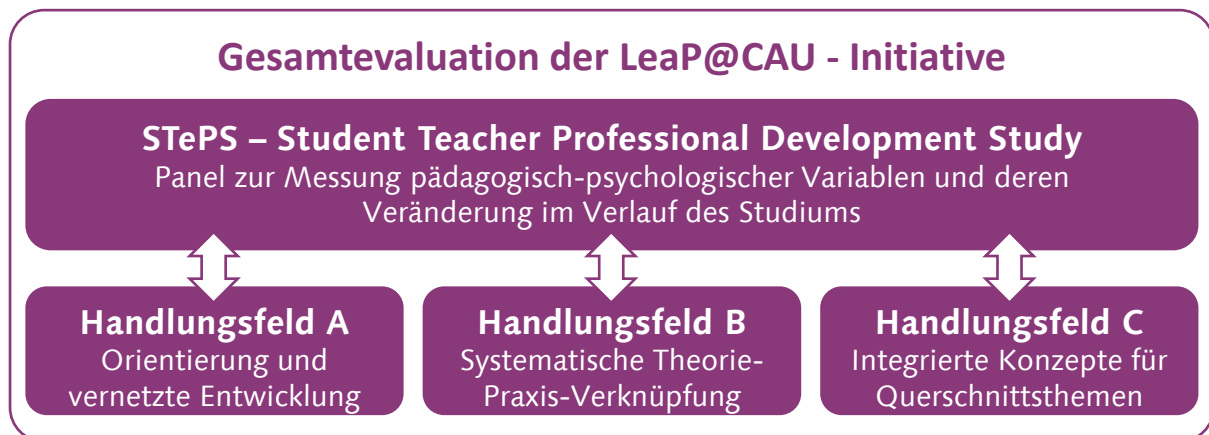 Gesamtevaluation der LeaP@CAU - Initiative
STePS – Student Teacher Professional Development Study
Panel zur Messung pädagogisch-psychologischer Variablen und deren
Veränderung im Verlauf des Studiums
Handlungsfeld A
Orientierung und
vernetzte Entwicklung
Handlungsfeld B
Systematische Theorie-
Praxis-Verknüpfung
Handlungsfeld C
Integrierte Konzepte für
Querschnittsthemen